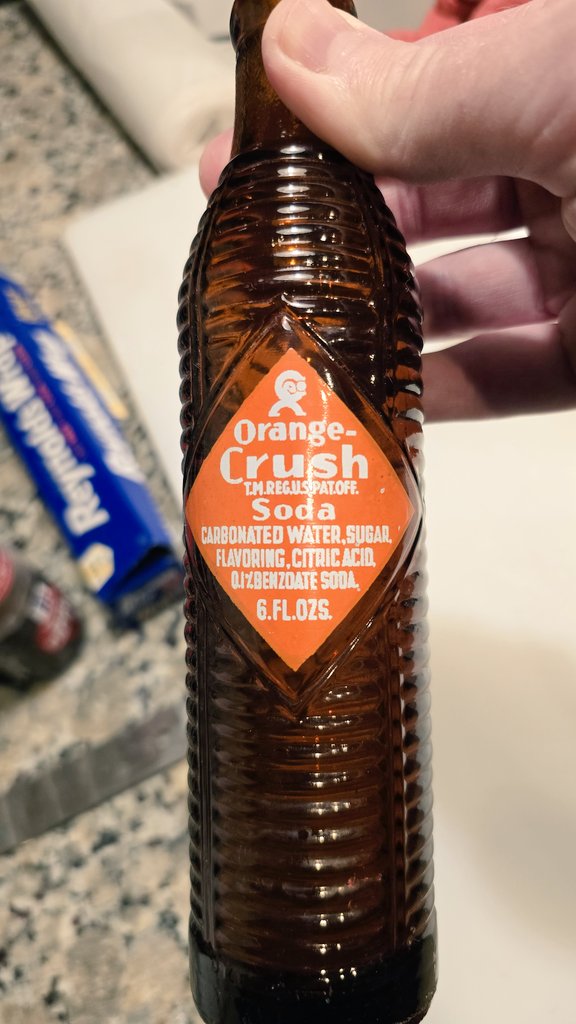 Orange-
Crush
T.M.REG.U.S.PAT.OFF.
Soda
CARBONATED WATER, SUGAR,
FLAVORING, CITRIC ACID,
0.1% BENZOATE SODA.
6.FL.OZS.
Reynolds Wrap